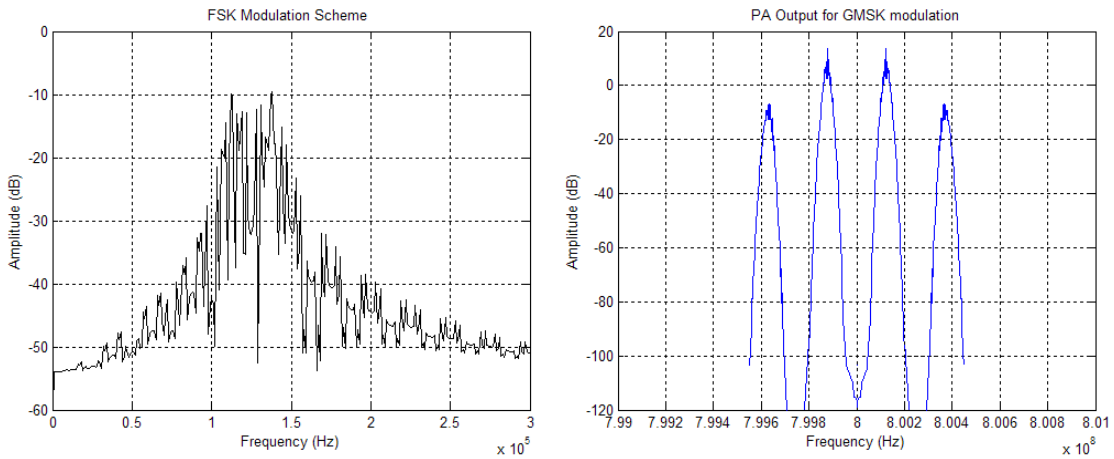 FSK Modulation Scheme
Amplitude (dB)
0
-10
-20
-30
-40
-50
-60
0 0.5 1 1.5 2 2.5 3
Frequency (Hz)
x 10^5
PA Output for GMSK modulation
Amplitude (dB)
20
0
-20
-40
-60
-80
-100
-120
7.99 7.992 7.994 7.996 7.998 8 8.002 8.004 8.006 8.008 8.01
Frequency (Hz)
x 10^8